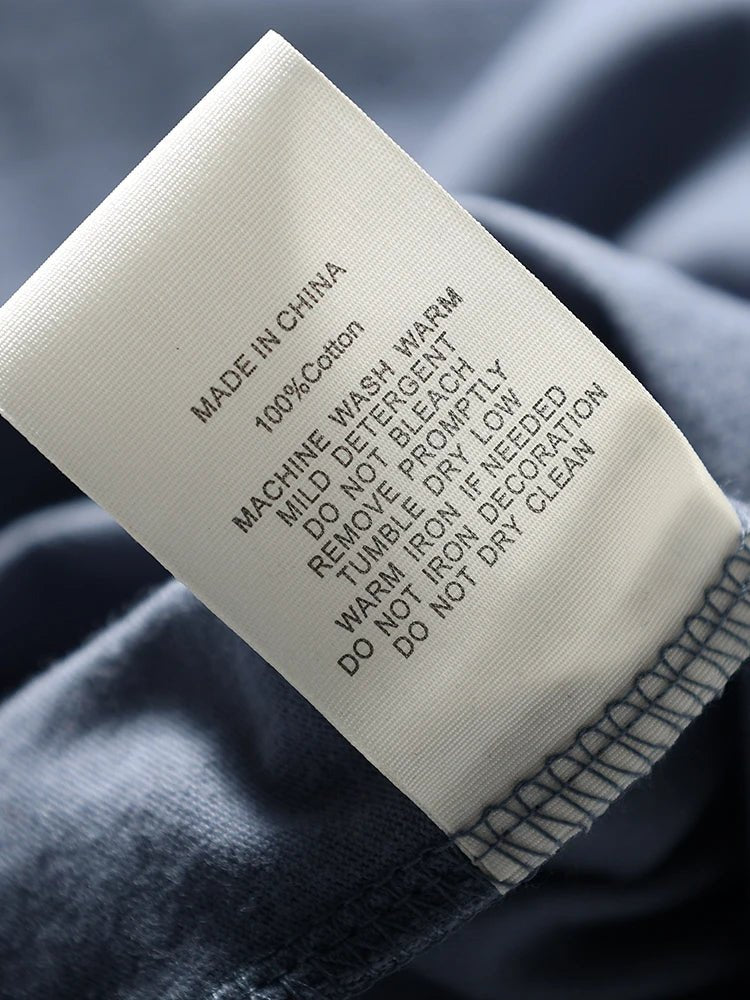 MADE IN CHINA
100%Cotton
MACHINE WASH WARM
MILD DETERGENT
DO NOT BLEACH
REMOVE PROMPTLY
TUMBLE DRY LOW
WARM IRON IF NEEDED
DO NOT IRON DECORATION
DO NOT DRY CLEAN